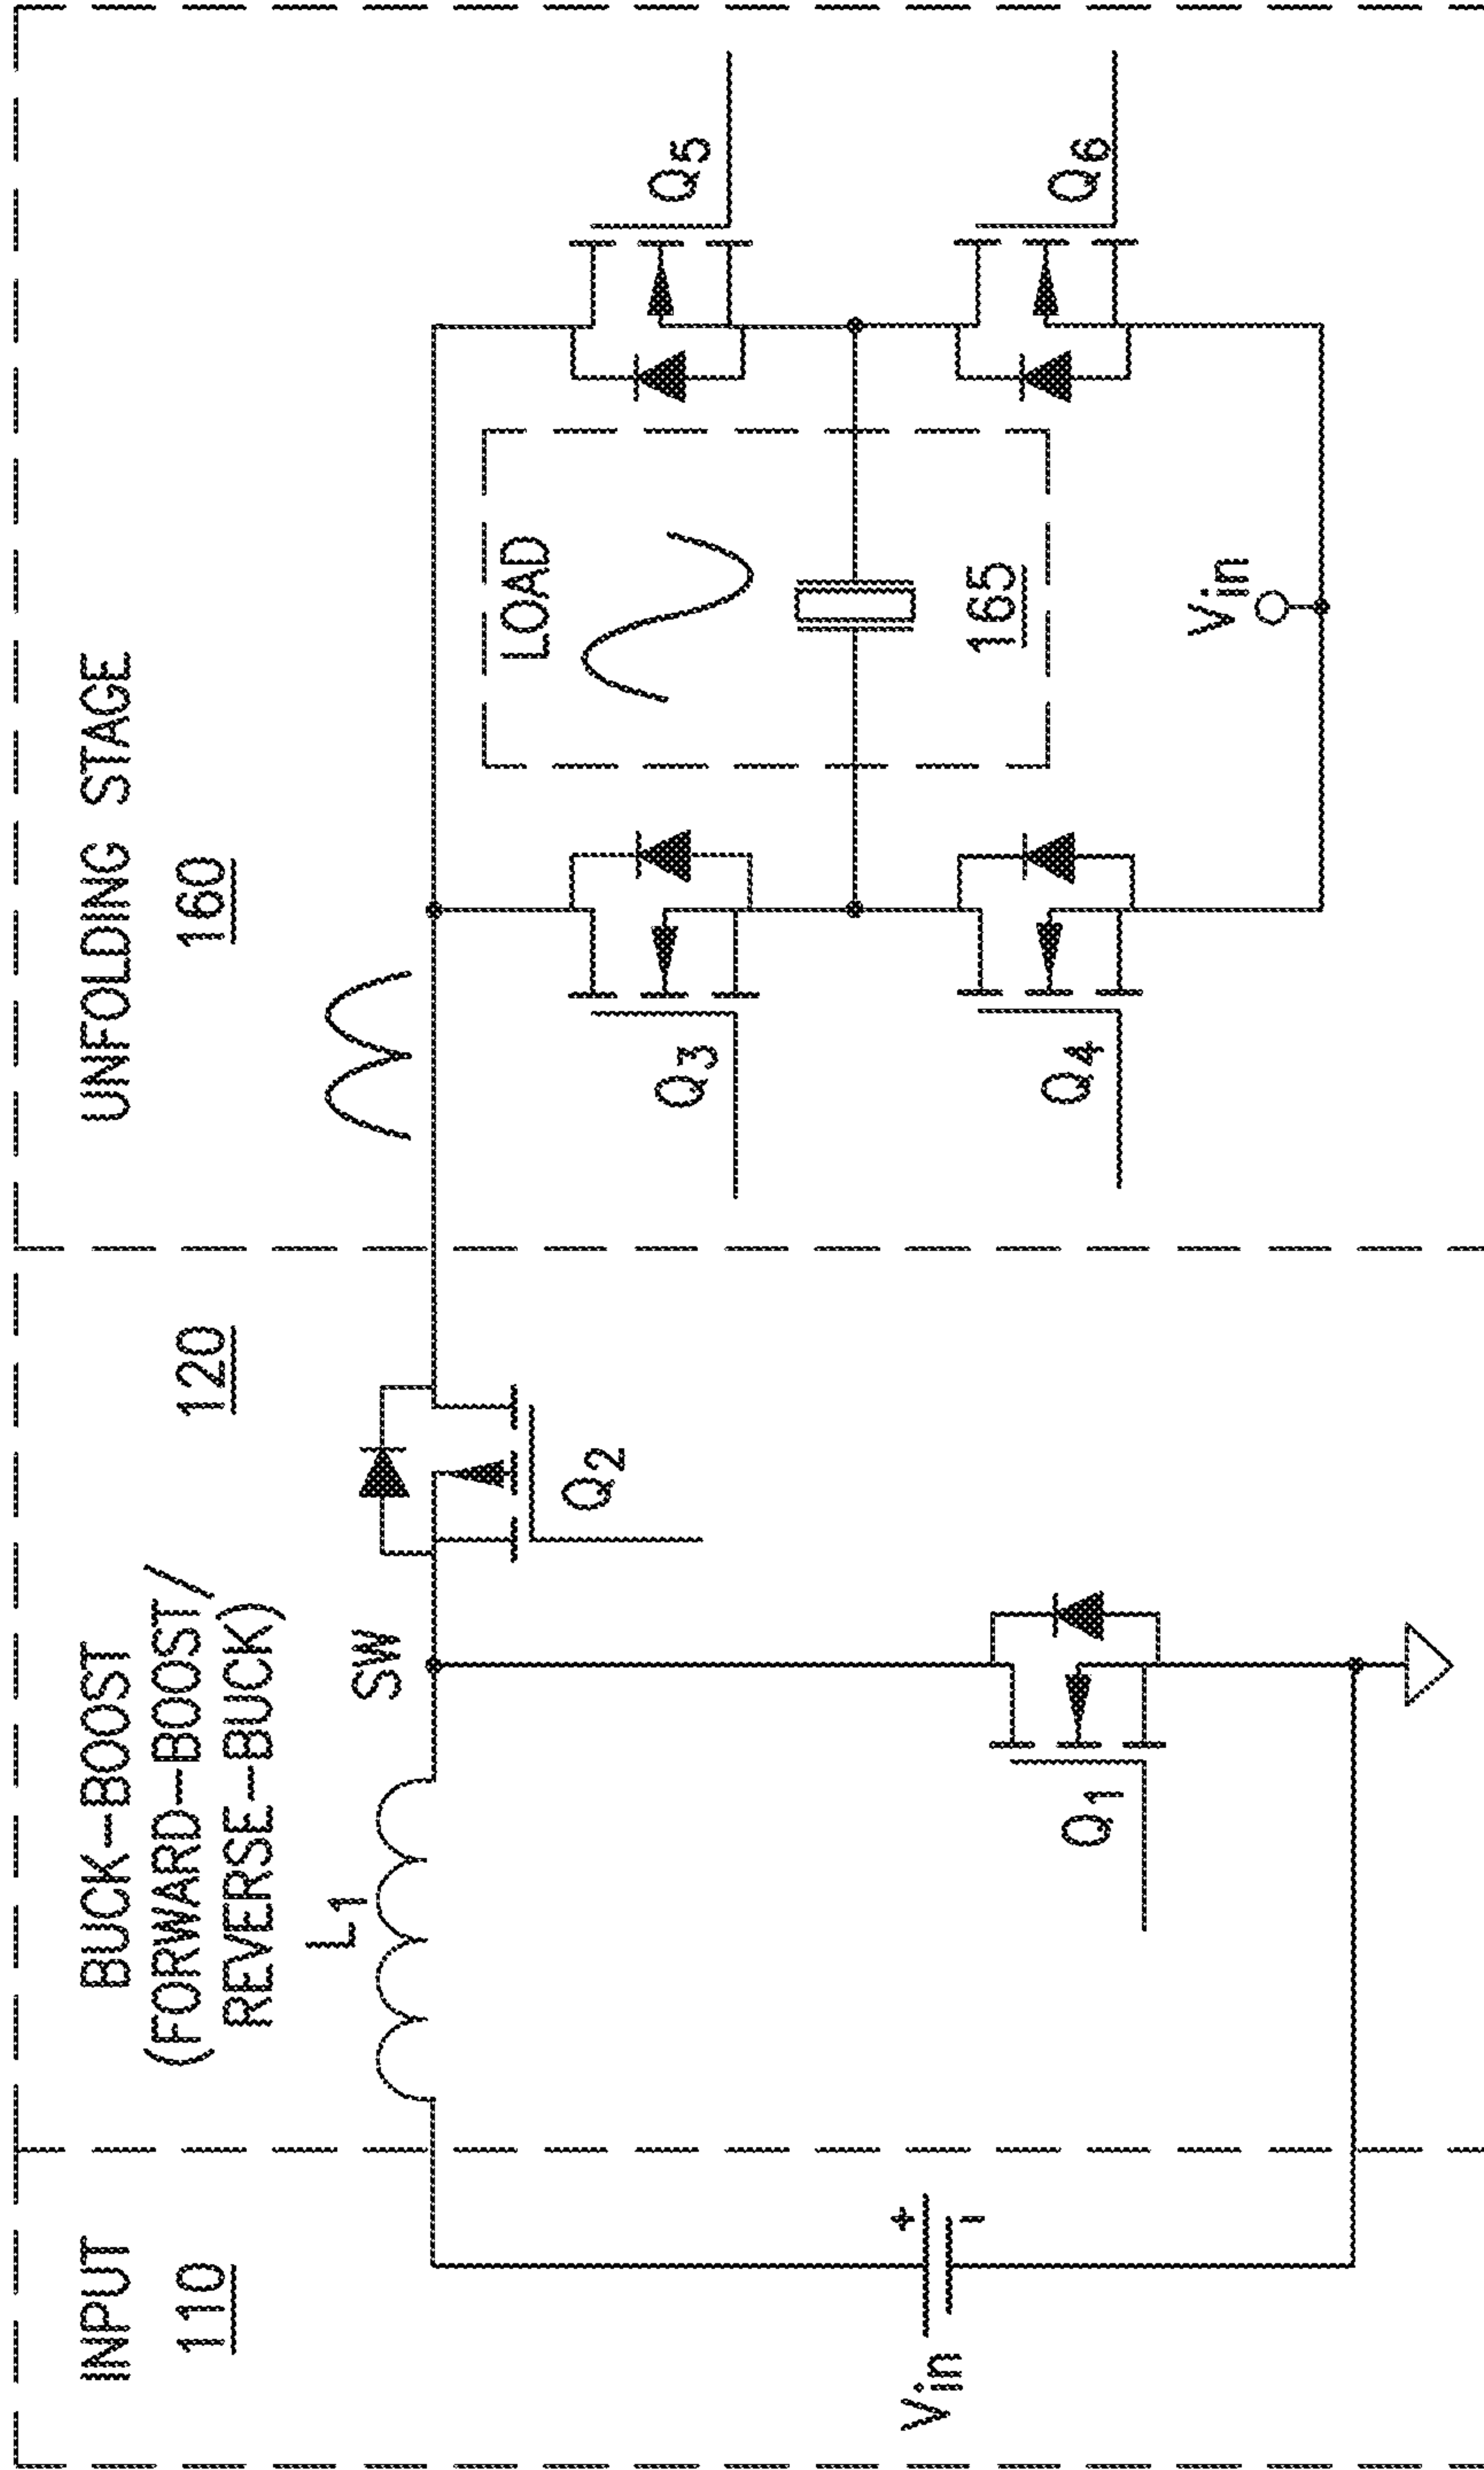 INPUT
110
BUCK–BOOST
(FORWARD–BOOST/
REVERSE–BUCK)
120
UNFOLDING STAGE
160
L1
SW
Q2
Q1
Vin
+
-
Q3
Q4
LOAD
165
Vin
Q5
Q6